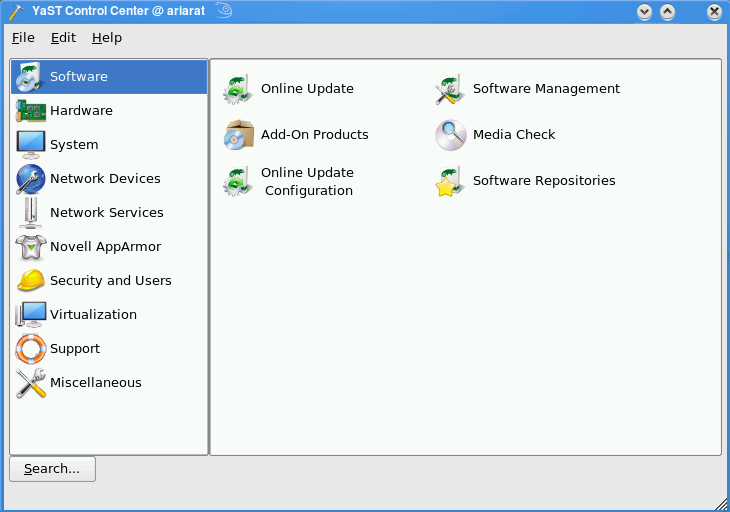 YaST Control Center @ ariarat
File Edit Help
Software
Hardware
System
Network Devices
Network Services
Novell AppArmor
Security and Users
Virtualization
Support
Miscellaneous
Online Update
Software Management
Add-On Products
Media Check
Online Update
Configuration
Software Repositories
Search...